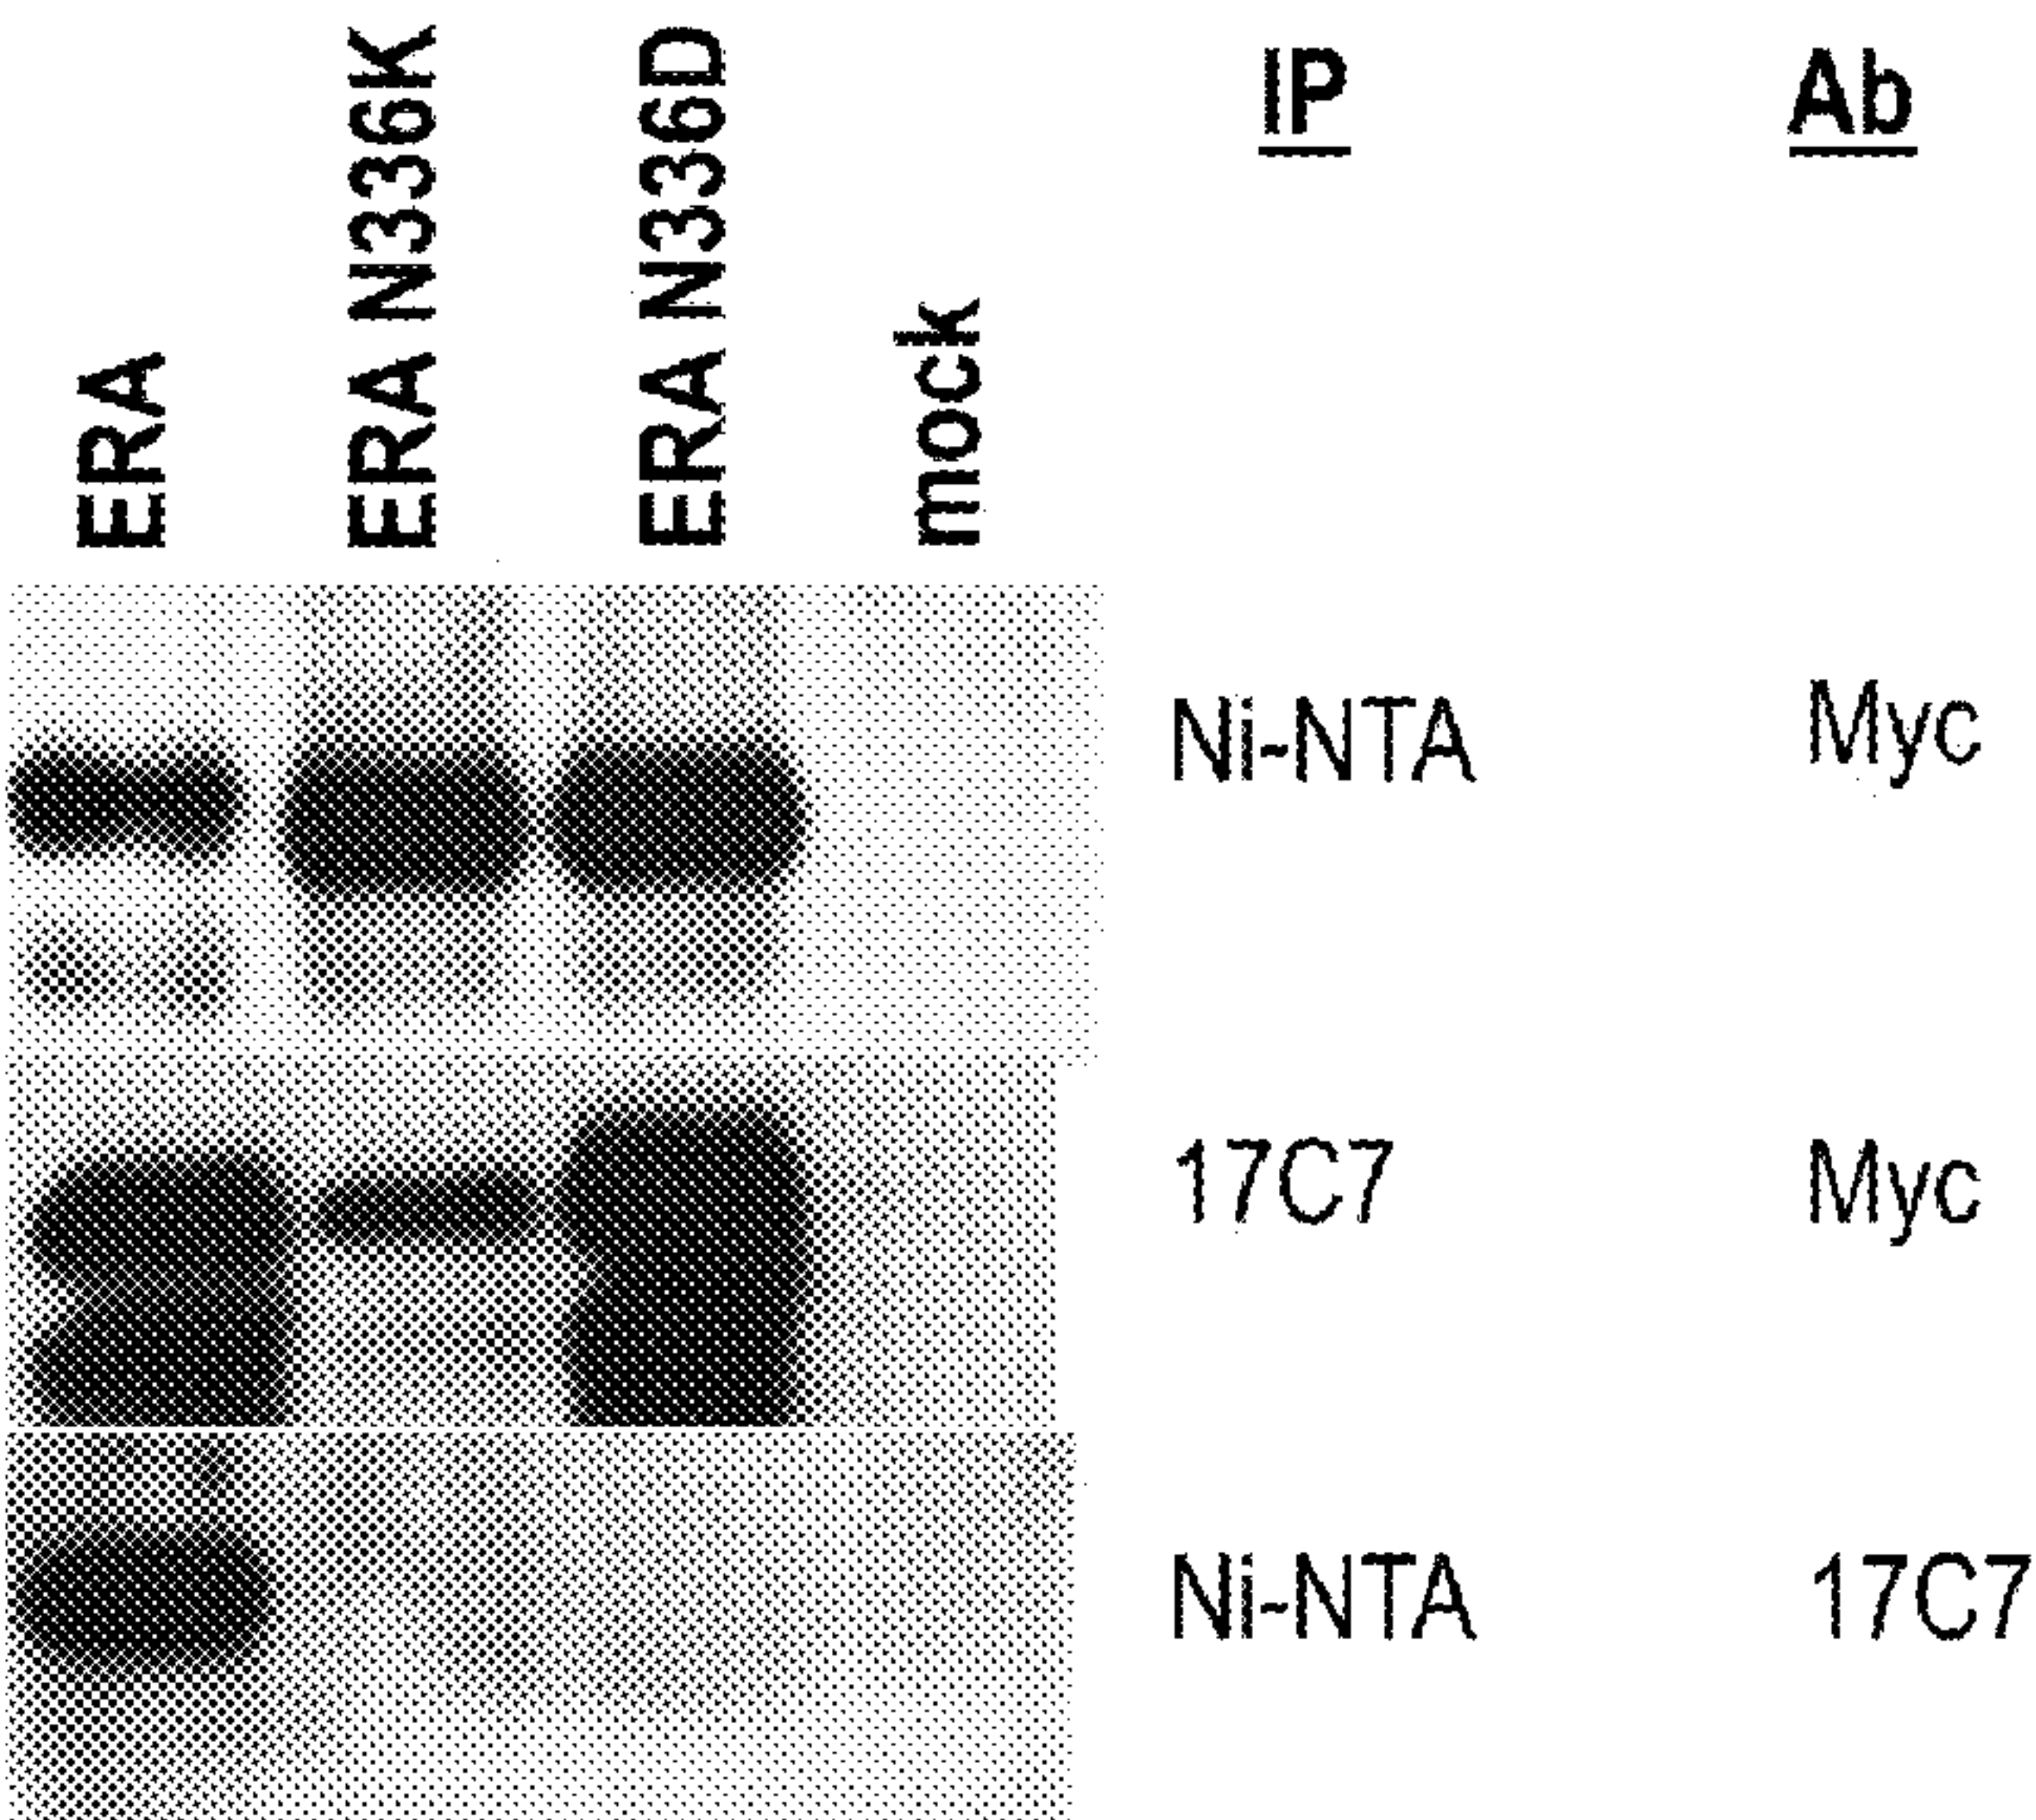 ERA
ERA N336K
ERA N336D
mock
IP
Ab
Ni-NTA
Myc
17C7
Myc
Ni-NTA
17C7